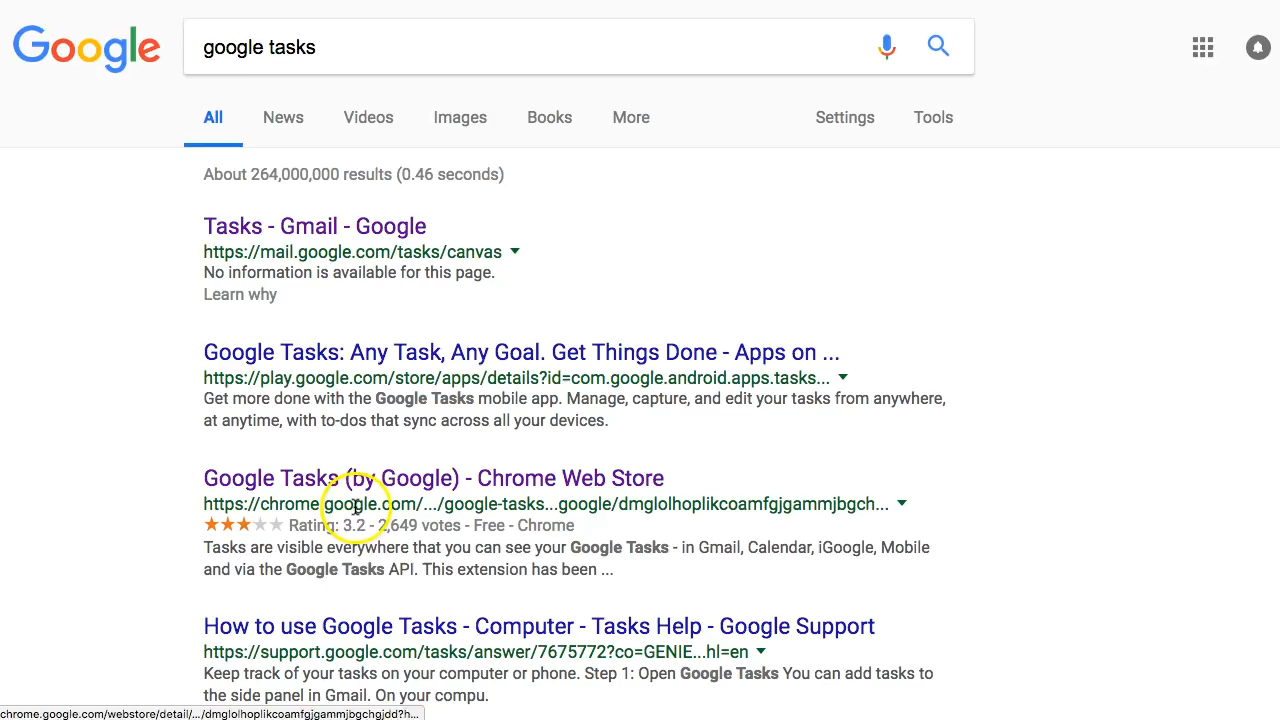 Google
google tasks
All News Videos Images Books More Settings Tools
About 264,000,000 results (0.46 seconds)
Tasks - Gmail - Google
https://mail.google.com/tasks/canvas
No information is available for this page.
Learn why
Google Tasks: Any Task, Any Goal. Get Things Done - Apps on ...
https://play.google.com/store/apps/details?id=com.google.android.apps.tasks...
Get more done with the Google Tasks mobile app. Manage, capture, and edit your tasks from anywhere,
at anytime, with to-dos that sync across all your devices.
Google Tasks (by Google) - Chrome Web Store
https://chrome.google.com/.../google-tasks...google/dmglolhoplikcoamfgjgammjbgch...
Rating: 3.2 - 2,649 votes - Free - Chrome
Tasks are visible everywhere that you can see your Google Tasks - in Gmail, Calendar, iGoogle, Mobile
and via the Google Tasks API. This extension has been ...
How to use Google Tasks - Computer - Tasks Help - Google Support
https://support.google.com/tasks/answer/7675772?co=GENIE...hl=en
Keep track of your tasks on your computer or phone. Step 1: Open Google Tasks You can add tasks to
the side panel in Gmail. On your compu.
chrome.google.com/webstore/detail/.../dmglolhoplikcoamfgjgammjbgchgjdd?h...